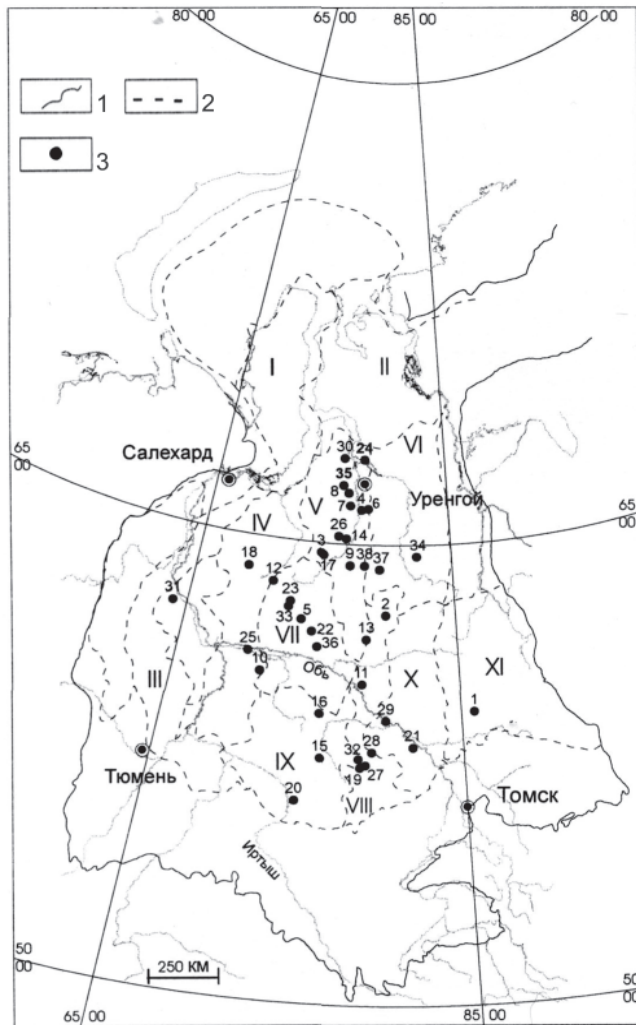 80 00 65 00 85 00 80 00
1 2
3
I II
65 00
Салехард
30 24 VI
35
V 8
7 4 6 Уренгой
65 00
IV 26 14
3
18 17 9 38 37 34
12
31 23
33 5 2
VII 22 13
25 36
10 Обь
III 11 X XI
16 29 1
28 21
Тюмень 15 32
IX 19 27
20 VIII Томск
Иртыш
50 00
250 КМ
50 00
65 00 85 00